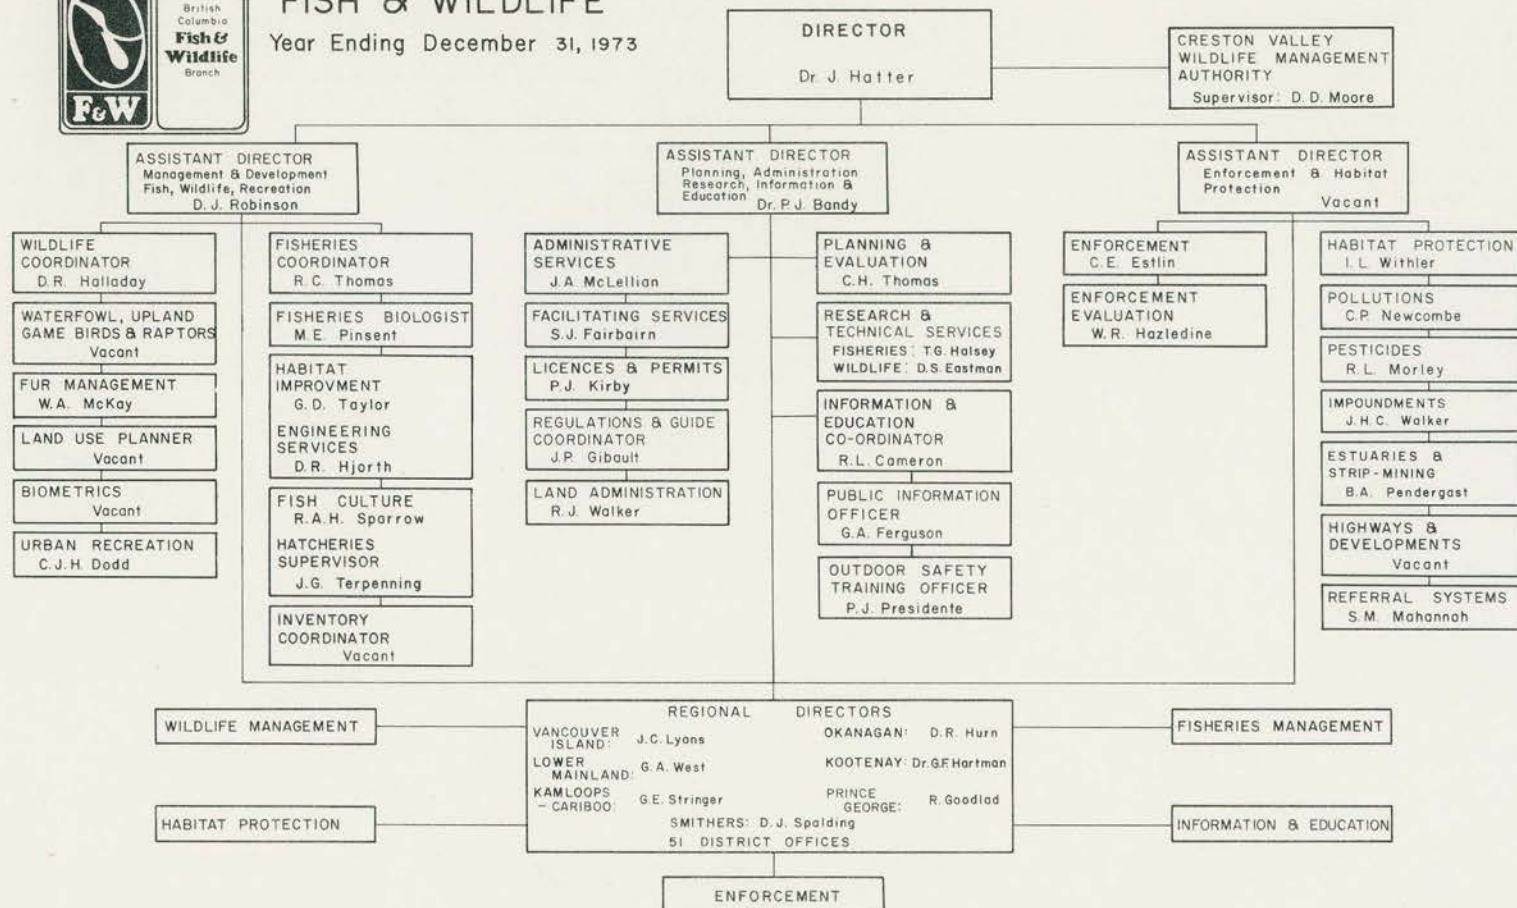 British
Columbia
Fish &
Wildlife
Branch
F&W
FISH & WILDLIFE
Year Ending December 31, 1973
DIRECTOR
Dr. J. Hatter
CRESTON VALLEY
WILDLIFE MANAGEMENT
AUTHORITY
Supervisor: D. D. Moore
ASSISTANT DIRECTOR
Management & Development
Fish, Wildlife, Recreation
D. J. Robinson
ASSISTANT DIRECTOR
Planning, Administration
Research, Information &
Education Dr. P. J. Bandy
ASSISTANT DIRECTOR
Enforcement & Habitat
Protection
Vacant
WILDLIFE
COORDINATOR
D. R. Halladay
WATERFOWL, UPLAND
GAME BIRDS & RAPTORS
Vacant
FUR MANAGEMENT
W. A. McKay
LAND USE PLANNER
Vacant
BIOMETRICS
Vacant
URBAN RECREATION
C. J. H. Dodd
FISHERIES
COORDINATOR
R. C. Thomas
FISHERIES BIOLOGIST
M. E. Pinsent
HABITAT
IMPROVMENT
G. D. Taylor
ENGINEERING
SERVICES
D. R. Hjorth
FISH CULTURE
R. A. H. Sparrow
HATCHERIES
SUPERVISOR
J. G. Terpenning
INVENTORY
COORDINATOR
Vacant
ADMINISTRATIVE
SERVICES
J. A. McLellian
FACILITATING SERVICES
S. J. Fairbairn
LICENCES & PERMITS
P. J. Kirby
REGULATIONS & GUIDE
COORDINATOR
J. P. Gibault
LAND ADMINISTRATION
R. J. Walker
PLANNING &
EVALUATION
C. H. Thomas
RESEARCH &
TECHNICAL SERVICES
FISHERIES: T. G. Halsey
WILDLIFE: D. S. Eastman
INFORMATION &
EDUCATION
CO-ORDINATOR
R. L. Cameron
PUBLIC INFORMATION
OFFICER
G. A. Ferguson
OUTDOOR SAFETY
TRAINING OFFICER
P. J. Presidente
ENFORCEMENT
C. E. Estlin
ENFORCEMENT
EVALUATION
W. R. Hazledine
HABITAT PROTECTION
I. L. Withler
POLLUTIONS
C. P. Newcombe
PESTICIDES
R. L. Morley
IMPOUNDMENTS
J. H. C. Walker
ESTUARIES &
STRIP-MINING
B. A. Pendergast
HIGHWAYS &
DEVELOPMENTS
Vacant
REFERRAL SYSTEMS
S. M. Mahannah
WILDLIFE MANAGEMENT
HABITAT PROTECTION
REGIONAL DIRECTORS
VANCOUVER
ISLAND: J. C. Lyons
OKANAGAN: D. R. Hurn
LOWER
MAINLAND: G. A. West
KOOTENAY: Dr. G. F. Hartman
KAMLOOPS
- CARIBOO: G. E. Stringer
PRINCE
GEORGE: R. Goodlad
SMITHERS: D. J. Spalding
51 DISTRICT OFFICES
FISHERIES MANAGEMENT
INFORMATION & EDUCATION
ENFORCEMENT